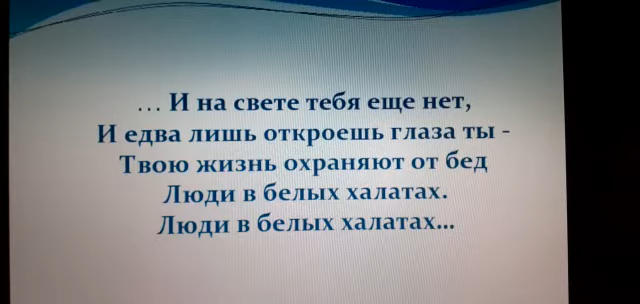 … И на свете тебя еще нет,
И едва лишь откроешь глаза ты -
Твою жизнь охраняют от бед
Люди в белых халатах.
Люди в белых халатах...